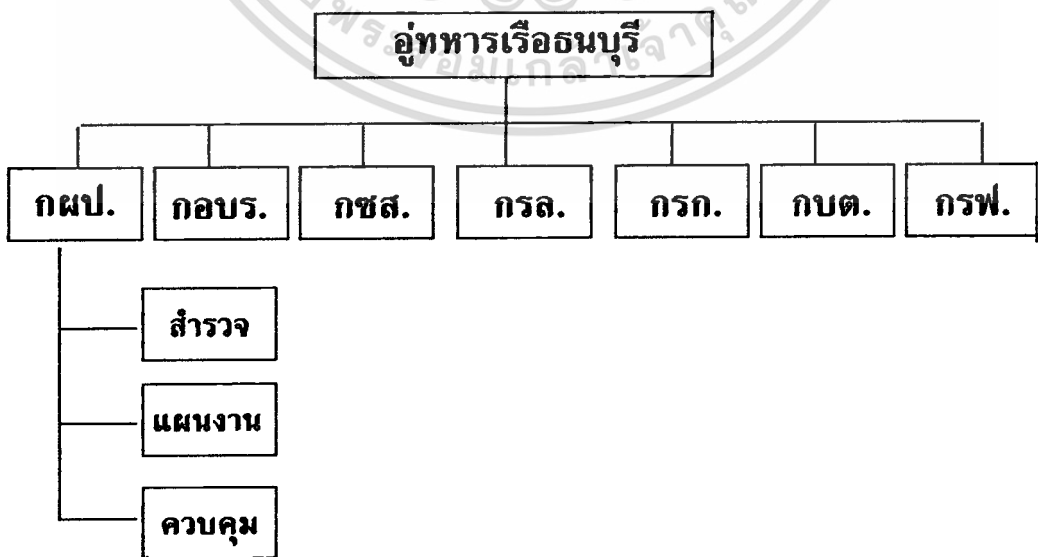 อู่ทหารเรือธนบุรี
กผป.
กอบร.
กซส.
กรล.
กรก.
กบต.
กรฟ.
สำรวจ
แผนงาน
ควบคุม